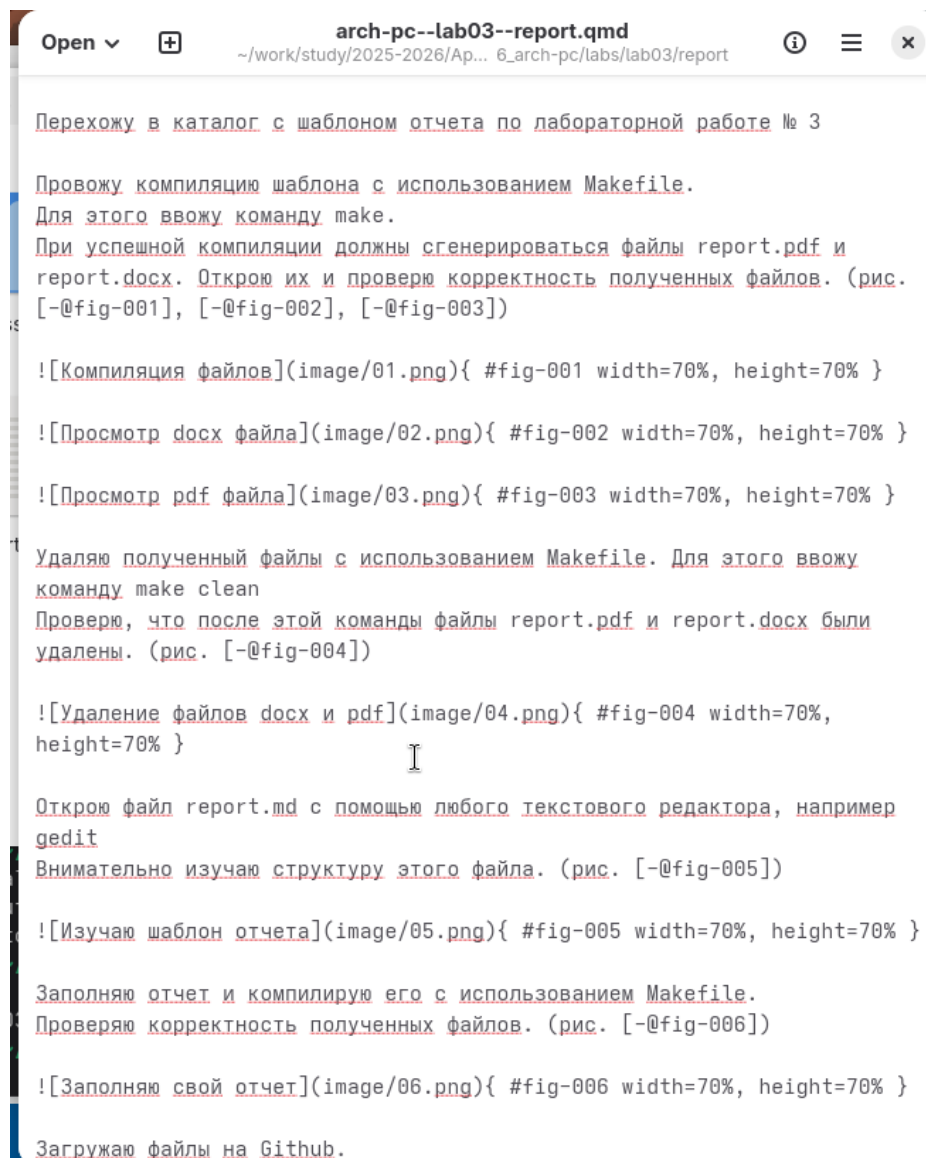 Open
arch-pc--lab03--report.qmd
~/work/study/2025-2026/Ap... 6_arch-pc/labs/lab03/report
Перехожу в каталог с шаблоном отчета по лабораторной работе № 3
Провожу компиляцию шаблона с использованием Makefile.
Для этого ввожу команду make.
При успешной компиляции должны сгенерироваться файлы report.pdf и
report.docx. Открою их и проверю корректность полученных файлов. (рис.
[-@fig-001], [-@fig-002], [-@fig-003])
![Компиляция файлов](image/01.png){ #fig-001 width=70%, height=70% }
![Просмотр docx файла](image/02.png){ #fig-002 width=70%, height=70% }
![Просмотр pdf файла](image/03.png){ #fig-003 width=70%, height=70% }
Удаляю полученный файлы с использованием Makefile. Для этого ввожу
команду make clean
Проверю, что после этой команды файлы report.pdf и report.docx были
удалены. (рис. [-@fig-004])
![Удаление файлов docx и pdf](image/04.png){ #fig-004 width=70%,
height=70% }
Открою файл report.md с помощью любого текстового редактора, например
gedit
Внимательно изучаю структуру этого файла. (рис. [-@fig-005])
![Изучаю шаблон отчета](image/05.png){ #fig-005 width=70%, height=70% }
Заполняю отчет и компилирую его с использованием Makefile.
Проверяю корректность полученных файлов. (рис. [-@fig-006])
![Заполняю свой отчет](image/06.png){ #fig-006 width=70%, height=70% }
Загружаю файлы на Github.